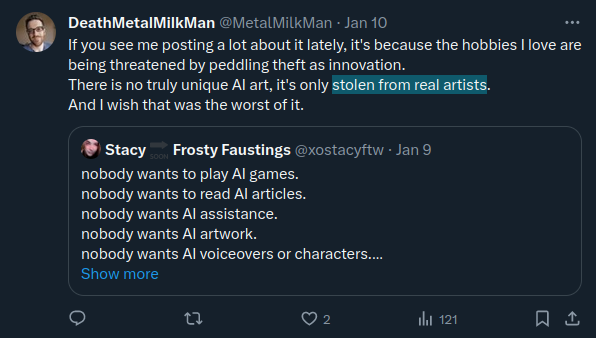 DeathMetalMilkMan @MetalMilkMan · Jan 10
If you see me posting a lot about it lately, it's because the hobbies I love are
being threatened by peddling theft as innovation.
There is no truly unique AI art, it's only stolen from real artists.
And I wish that was the worst of it.
Stacy SOON Frosty Faustings @xostacyftw · Jan 9
nobody wants to play AI games.
nobody wants to read AI articles.
nobody wants AI assistance.
nobody wants AI artwork.
nobody wants AI voiceovers or characters....
Show more
2
121